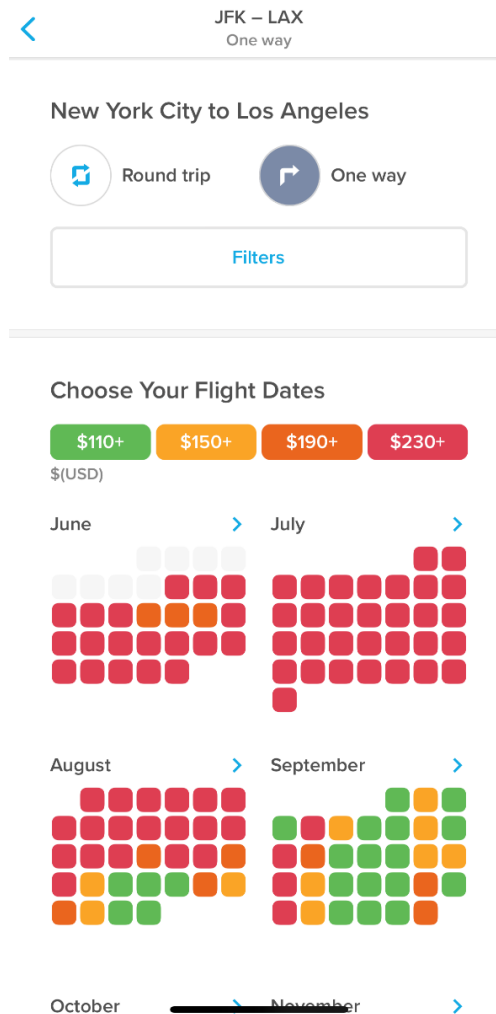 JFK – LAX
One way
New York City to Los Angeles
Round trip One way
Filters
Choose Your Flight Dates
$110+ $150+ $190+ $230+
$(USD)
June July
August September
October November